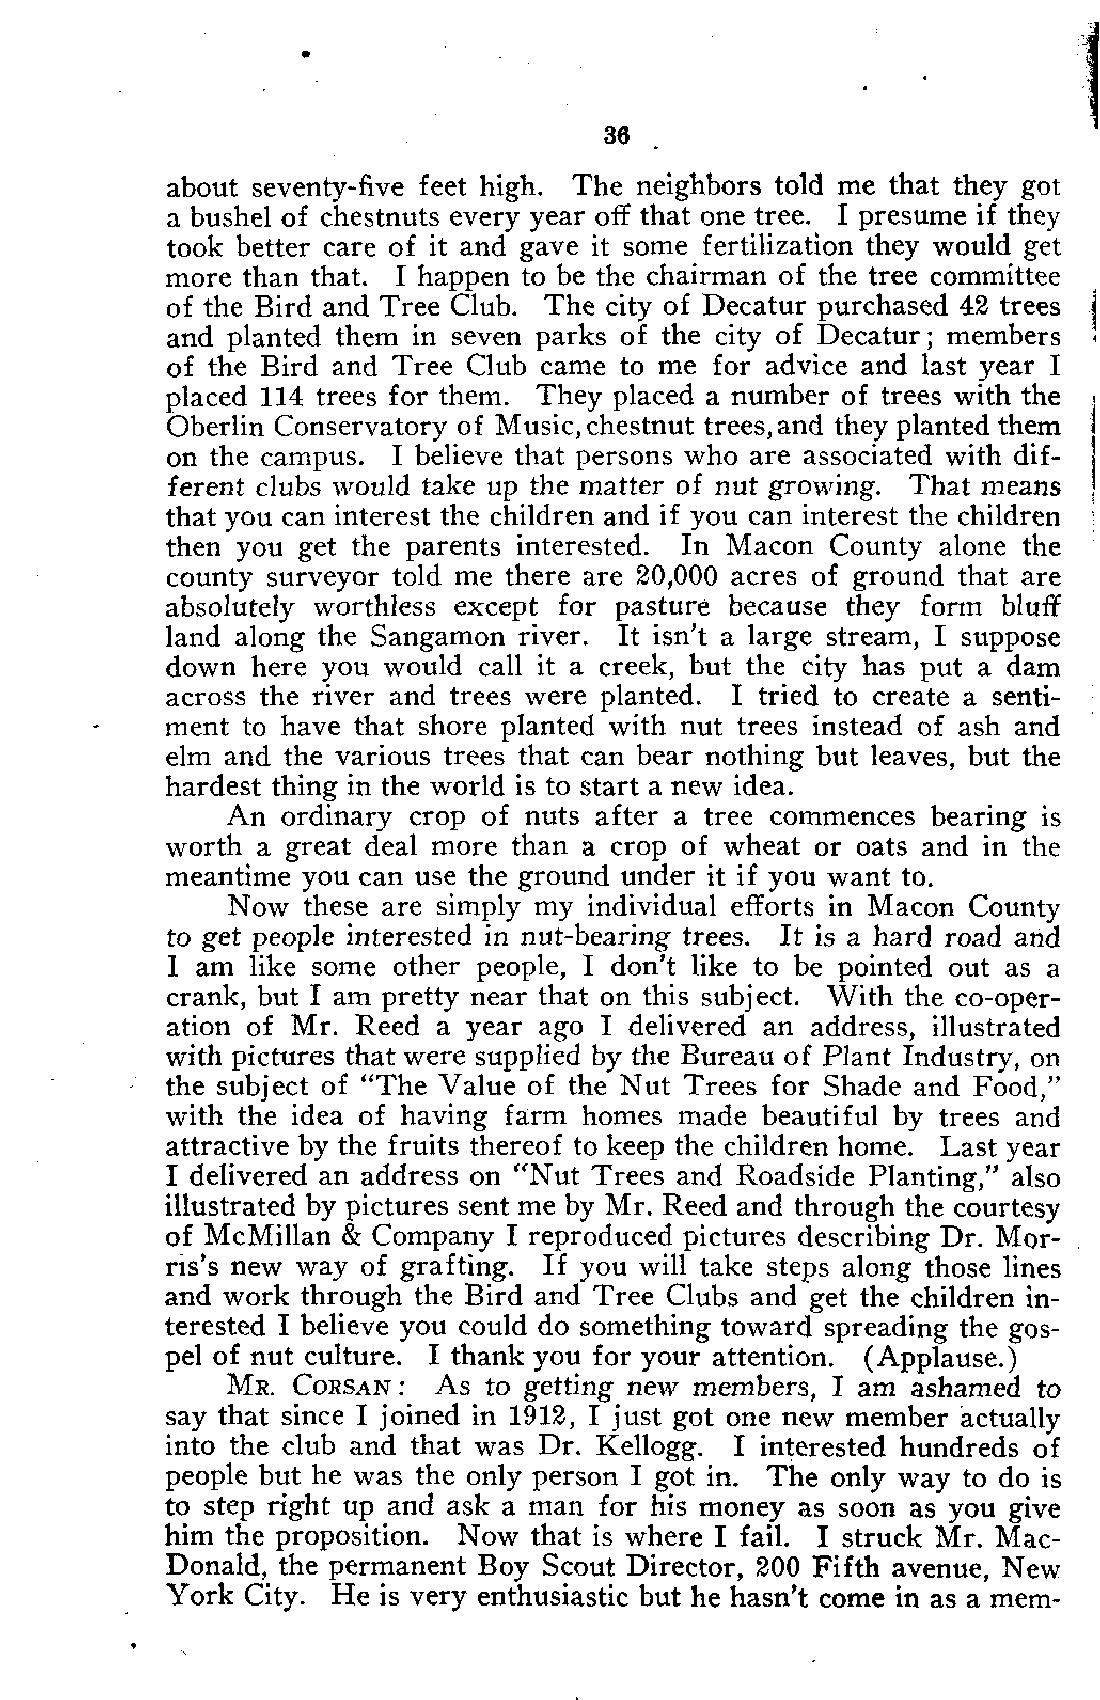 36
about seventy-five feet high. The neighbors told me that they got
a bushel of chestnuts every year off that one tree. I presume if they
took better care of it and gave it some fertilization they would get
more than that. I happen to be the chairman of the tree committee
of the Bird and Tree Club. The city of Decatur purchased 42 trees
and planted them in seven parks of the city of Decatur; members
of the Bird and Tree Club came to me for advice and last year I
placed 114 trees for them. They placed a number of trees with the
Oberlin Conservatory of Music, chestnut trees, and they planted them
on the campus. I believe that persons who are associated with dif-
ferent clubs would take up the matter of nut growing. That means
that you can interest the children and if you can interest the children
then you get the parents interested. In Macon County alone the
county surveyor told me there are 20,000 acres of ground that are
absolutely worthless except for pasture because they form bluff
land along the Sangamon river. It isn't a large stream, I suppose
down here you would call it a creek, but the city has put a dam
across the river and trees were planted. I tried to create a senti-
ment to have that shore planted with nut trees instead of ash and
elm and the various trees that can bear nothing but leaves, but the
hardest thing in the world is to start a new idea.
An ordinary crop of nuts after a tree commences bearing is
worth a great deal more than a crop of wheat or oats and in the
meantime you can use the ground under it if you want to.
Now these are simply my individual efforts in Macon County
to get people interested in nut-bearing trees. It is a hard road and
I am like some other people, I don't like to be pointed out as a
crank, but I am pretty near that on this subject. With the co-oper-
ation of Mr. Reed a year ago I delivered an address, illustrated
with pictures that were supplied by the Bureau of Plant Industry, on
the subject of "The Value of the Nut Trees for Shade and Food,"
with the idea of having farm homes made beautiful by trees and
attractive by the fruits thereof to keep the children home. Last year
I delivered an address on "Nut Trees and Roadside Planting," also
illustrated by pictures sent me by Mr. Reed and through the courtesy
of McMillan & Company I reproduced pictures describing Dr. Mor-
ris's new way of grafting. If you will take steps along those lines
and work through the Bird and Tree Clubs and get the children in-
terested I believe you could do something toward spreading the gos-
pel of nut culture. I thank you for your attention. (Applause.)
MR. CORSAN: As to getting new members, I am ashamed to
say that since I joined in 1912, I just got one new member actually
into the club and that was Dr. Kellogg. I interested hundreds of
people but he was the only person I got in. The only way to do is
to step right up and ask a man for his money as soon as you give
him the proposition. Now that is where I fail. I struck Mr. Mac-
Donald, the permanent Boy Scout Director, 200 Fifth avenue, New
York City. He is very enthusiastic but he hasn't come in as a mem-